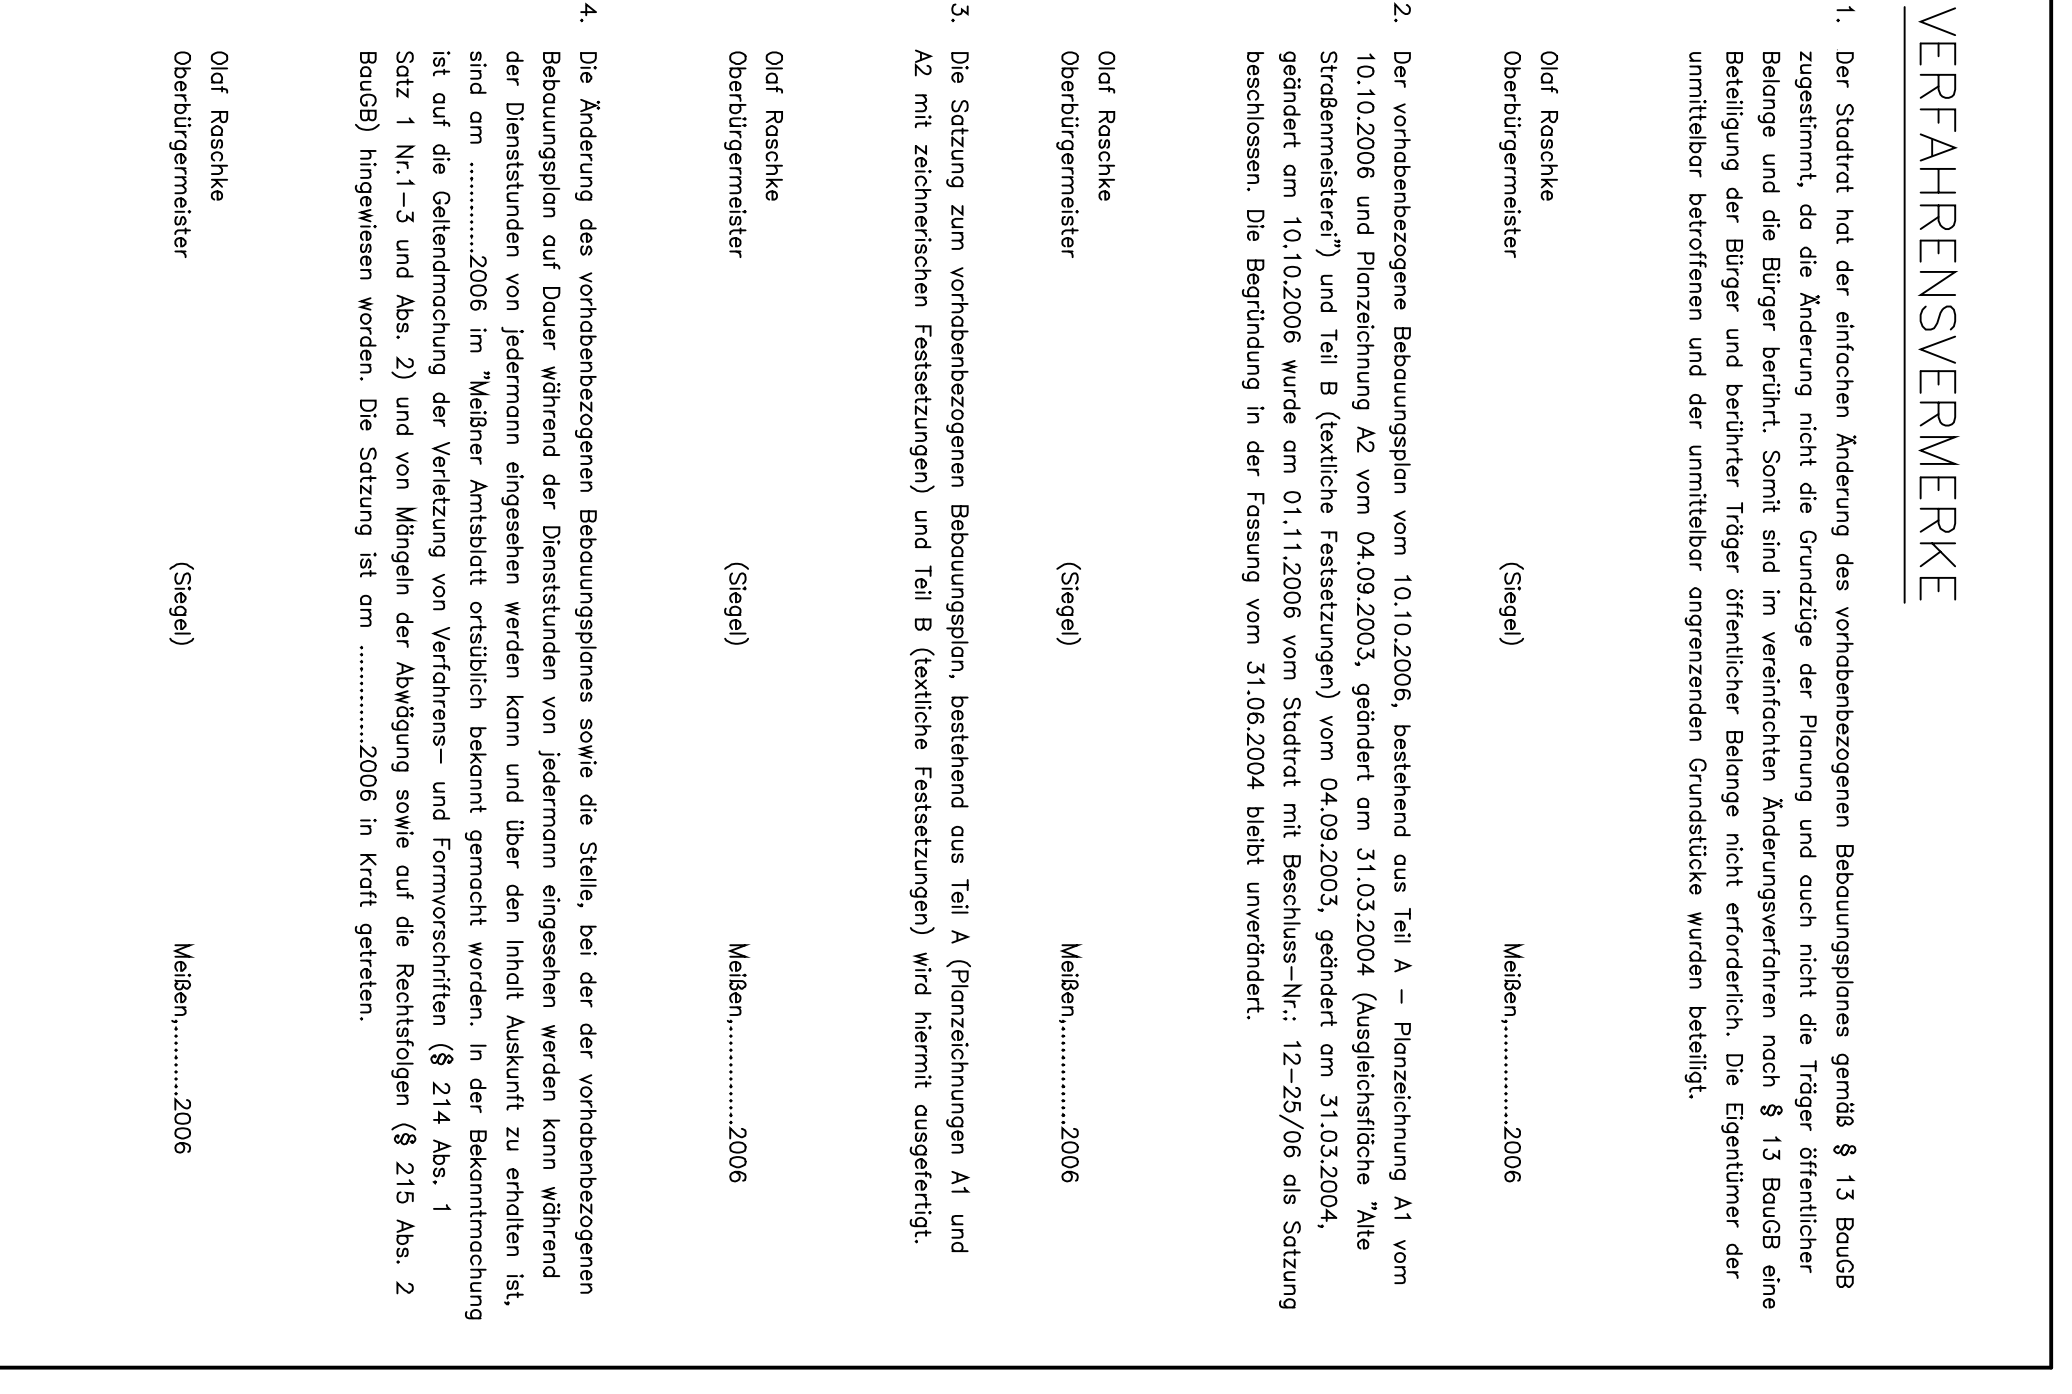 VERFAHRENSVERMERKE
1. Der Stadtrat hat der einfachen Änderung des vorhabenbezogenen Bebauungsplanes gemäß § 13 BauGB
zugestimmt, da die Änderung nicht die Grundzüge der Planung und auch nicht die Träger öffentlicher
Belange und die Bürger berührt. Somit sind im vereinfachten Änderungsverfahren nach § 13 BauGB eine
Beteiligung der Bürger und berührter Träger öffentlicher Belange nicht erforderlich. Die Eigentümer der
unmittelbar betroffenen und der unmittelbar angrenzenden Grundstücke wurden beteiligt.
Olaf Raschke
Oberbürgermeister (Siegel) Meißen,............2006
2. Der vorhabenbezogene Bebauungsplan vom 10.10.2006, bestehend aus Teil A – Planzeichnung A1 vom
10.10.2006 und Planzeichnung A2 vom 04.09.2003, geändert am 31.03.2004 (Ausgleichsfläche "Alte
Straßenmeisterei") und Teil B (textliche Festsetzungen) vom 04.09.2003, geändert am 31.03.2004,
geändert am 10.10.2006 wurde am 01.11.2006 vom Stadtrat mit Beschluss–Nr.: 12–25/06 als Satzung
beschlossen. Die Begründung in der Fassung vom 31.06.2004 bleibt unverändert.
Olaf Raschke
Oberbürgermeister (Siegel) Meißen,............2006
3. Die Satzung zum vorhabenbezogenen Bebauungsplan, bestehend aus Teil A (Planzeichnungen A1 und
A2 mit zeichnerischen Festsetzungen) und Teil B (textliche Festsetzungen) wird hiermit ausgefertigt.
Olaf Raschke
Oberbürgermeister (Siegel) Meißen,............2006
4. Die Änderung des vorhabenbezogenen Bebauungsplanes sowie die Stelle, bei der der vorhabenbezogenen
Bebauungsplan auf Dauer während der Dienststunden von jedermann eingesehen werden kann während
der Dienststunden von jedermann eingesehen werden kann und über den Inhalt Auskunft zu erhalten ist,
sind am ............2006 im "Meißner Amtsblatt ortsüblich bekannt gemacht worden. In der Bekanntmachung
ist auf die Geltendmachung der Verletzung von Verfahrens– und Formvorschriften (§ 214 Abs. 1
Satz 1 Nr.1–3 und Abs. 2) und von Mängeln der Abwägung sowie auf die Rechtsfolgen (§ 215 Abs. 2
BauGB) hingewiesen worden. Die Satzung ist am ............2006 in Kraft getreten.
Olaf Raschke
Oberbürgermeister (Siegel) Meißen,.........2006